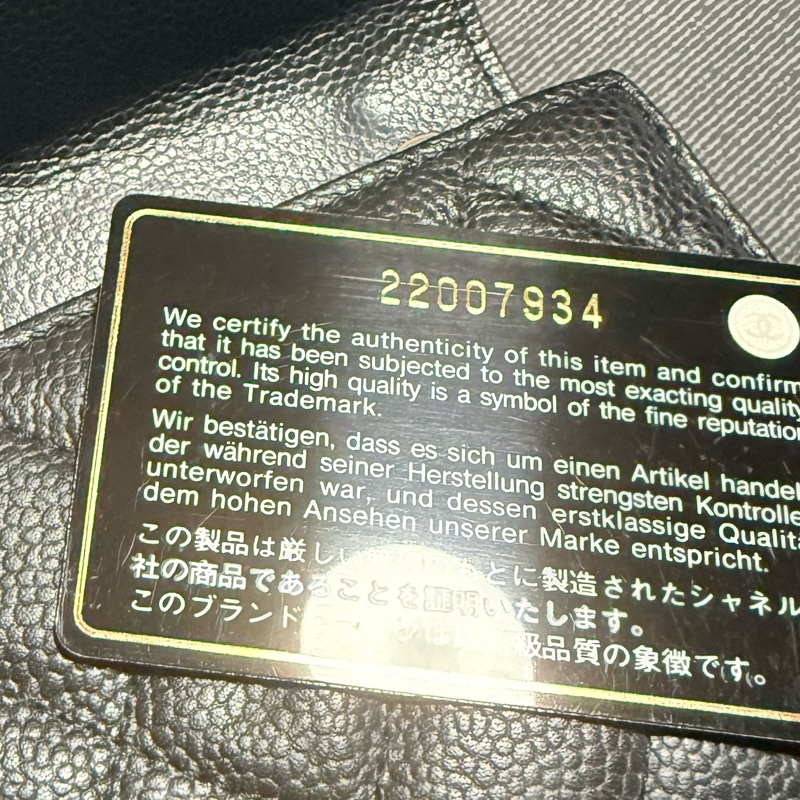 22007934
We certify the authenticity of this item and confirm
that it has been subjected to the most exacting quality
control. Its high quality is a symbol of the fine reputation
of the Trademark.
Wir bestätigen, dass es sich um einen Artikel handel
der während seiner Herstellung strengsten Kontrolle
unterworfen war, und dessen erstklassige Qualitä
dem hohen Ansehen unserer Marke entspricht.
この製品は厳しい とに製造されたシャネル
社の商品であることを証明いたします。
このブランド 級品質の象徴です。